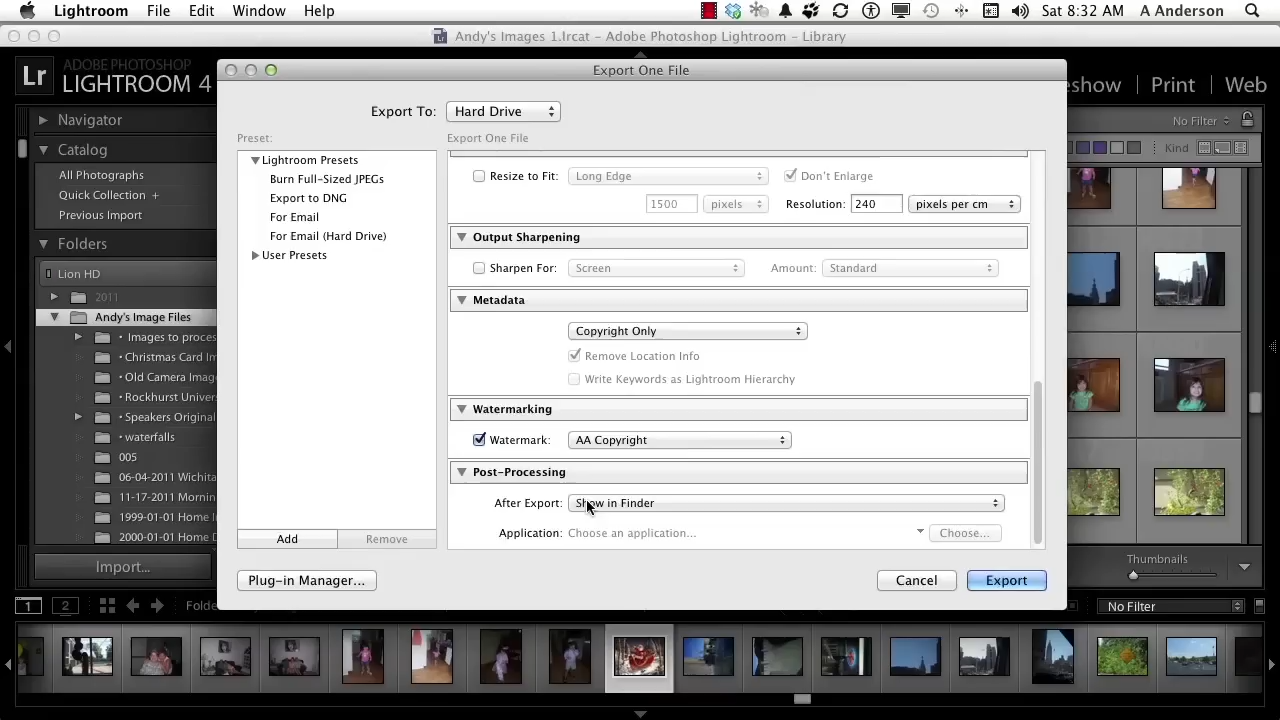 Lightroom File Edit Window Help Sat 8:32 AM A Anderson
Andy's Images 1.lrcat - Adobe Photoshop Lightroom - Library
Lr ADOBE PHOTOSHOP
LIGHTROOM 4
eshow | Print | Web
Export One File
Export To: Hard Drive
Preset:
Export One File
Lightroom Presets
Burn Full-Sized JPEGs
Export to DNG
For Email
For Email (Hard Drive)
User Presets
Add Remove
Resize to Fit: Long Edge Don't Enlarge
1500 pixels Resolution: 240 pixels per cm
Output Sharpening
Sharpen For: Screen Amount: Standard
Metadata
Copyright Only
Remove Location Info
Write Keywords as Lightroom Hierarchy
Watermarking
Watermark: AA Copyright
Post-Processing
After Export: Show in Finder
Application: Choose an application... Choose...
Plug-in Manager... Cancel Export
Navigator
Catalog
All Photographs
Quick Collection +
Previous Import
Folders
Lion HD
2011
Andy's Image Files
• Images to proces
• Christmas Card Im
• Old Camera Imag
• Rockhurst Univers
• Speakers Original
• waterfalls
005
06-04-2011 Wichita
11-17-2011 Mornin
1999-01-01 Home I
2000-01-01 Home D
Import...
No Filter
Kind
Thumbnails
1 2 Folde
No Filter